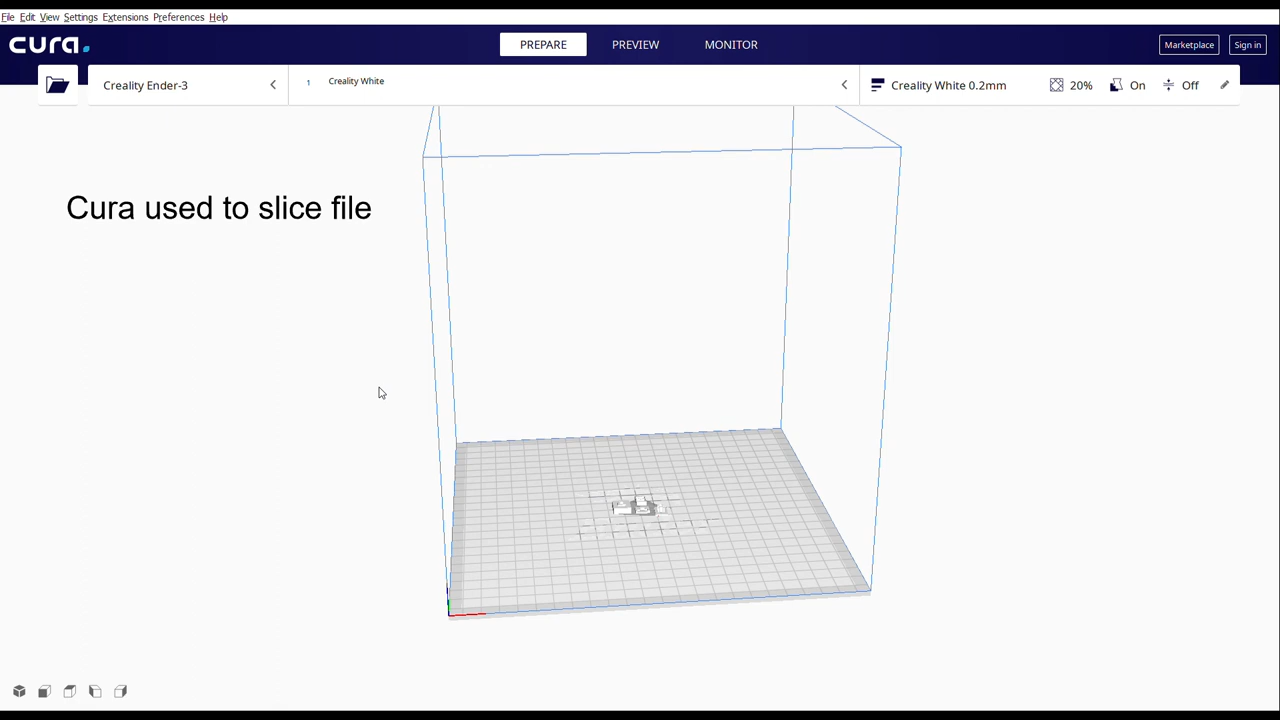 File Edit View Settings Extensions Preferences Help
cura.
PREPARE PREVIEW MONITOR
Marketplace Sign in
Creality Ender-3
1 Creality White
Creality White 0.2mm 20% On Off
Cura used to slice file